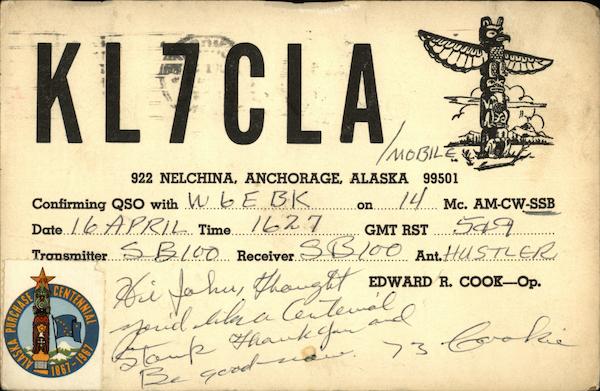 KL7CLA
/MOBILE
922 NELCHINA, ANCHORAGE, ALASKA 99501
Confirming QSO with W6EBK on 14 Mc. AM-CW-SSB
Date 16 APRIL Time 1627 GMT RST 549
Transmitter SB100 Receiver SB100 Ant. HUSTLER
EDWARD R. COOK—Op.
ALASKA PURCHASE CENTENNIAL
1867-1967
Hi John, thought
you'd like a Centenial
Stamp Thank you and
Be good now. 73 Cookie